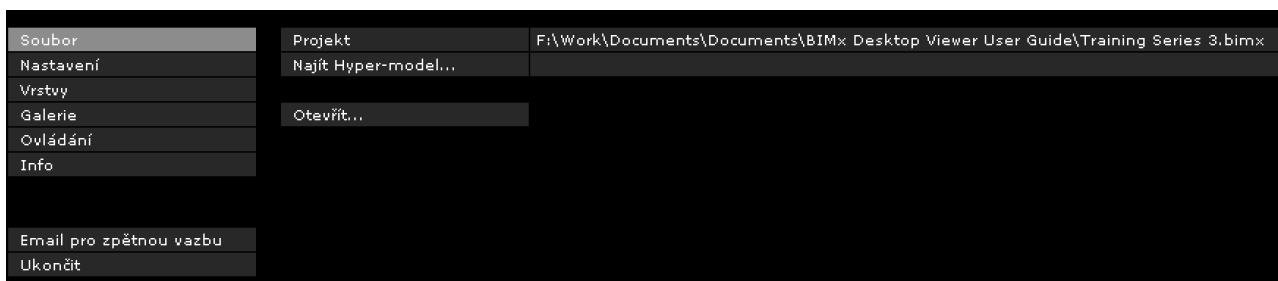 Soubor
Nastavení
Vrstvy
Galerie
Ovládání
Info
Email pro zpětnou vazbu
Ukončit
Projekt F:\Work\Documents\Documents\BIMx Desktop Viewer User Guide\Training Series 3.bimx
Najít Hyper-model...
Otevřít...